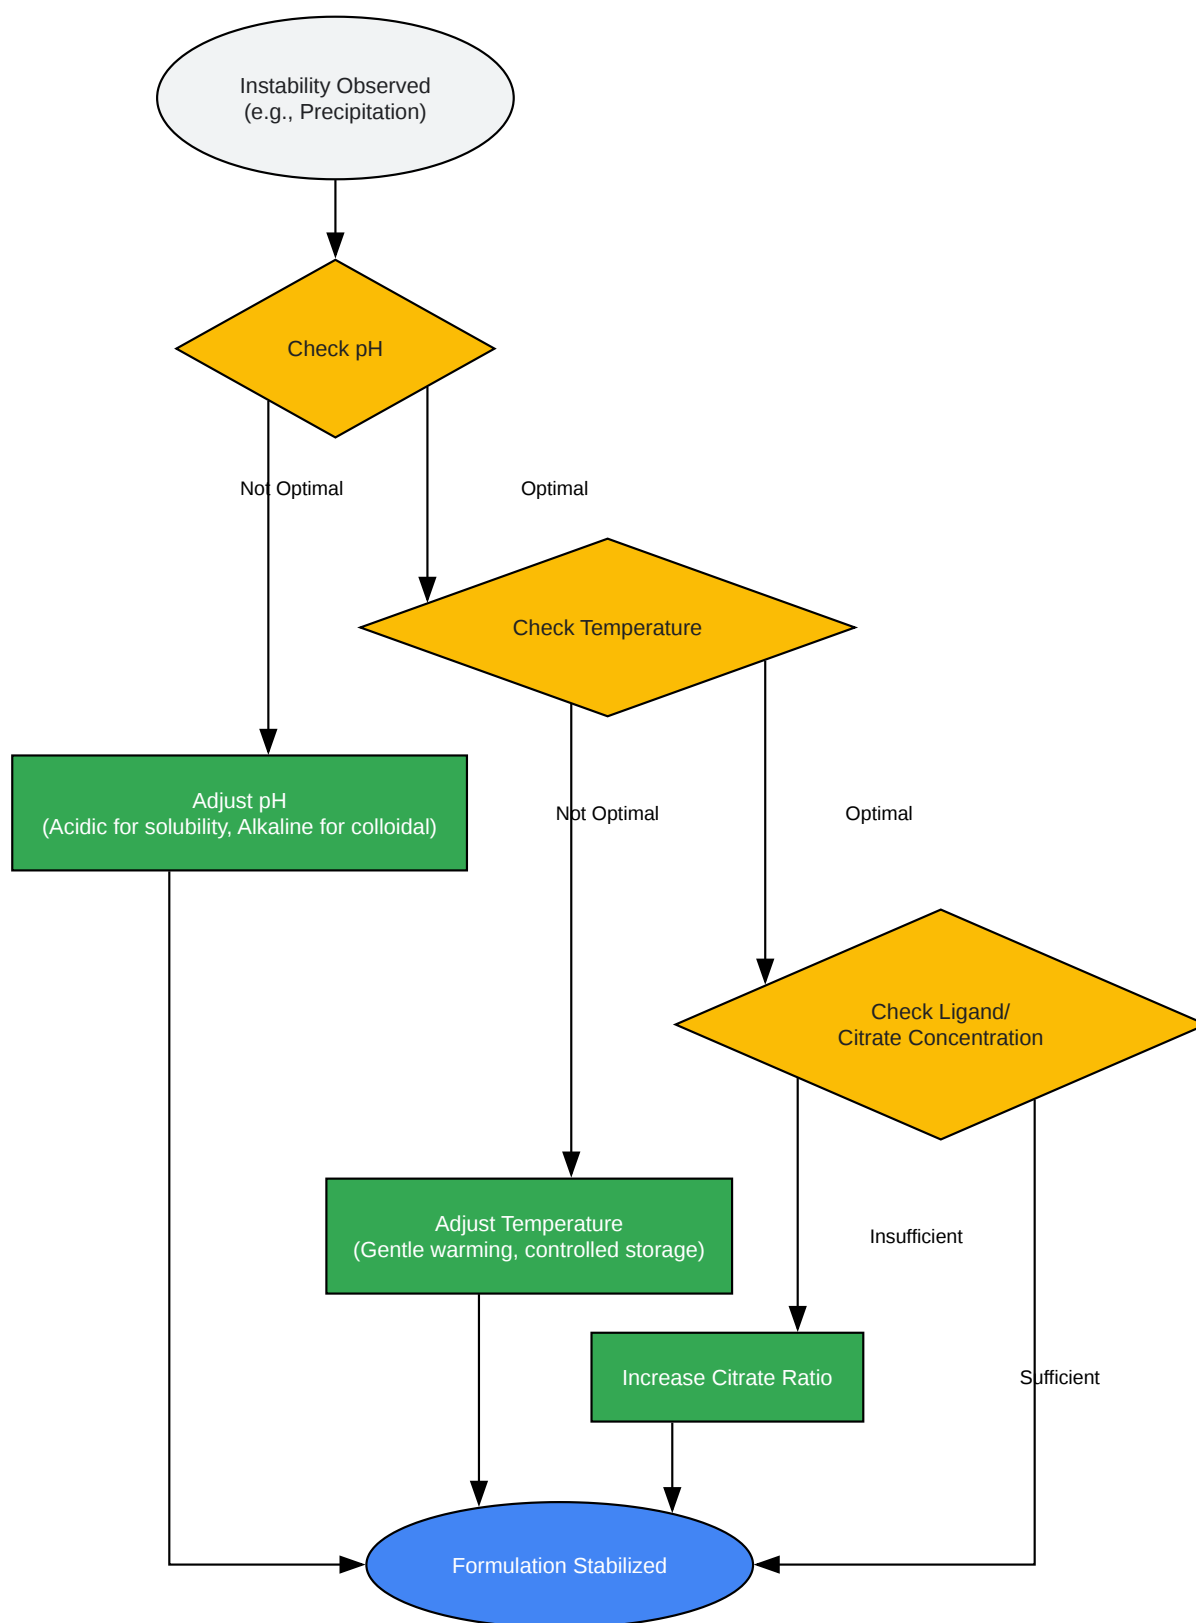 Instability Observed
(e.g., Precipitation)
Check pH
Not Optimal
Optimal
Check Temperature
Adjust pH
(Acidic for solubility, Alkaline for colloidal)
Not Optimal
Optimal
Check Ligand/
Citrate Concentration
Adjust Temperature
(Gentle warming, controlled storage)
Insufficient
Increase Citrate Ratio
Sufficient
Formulation Stabilized